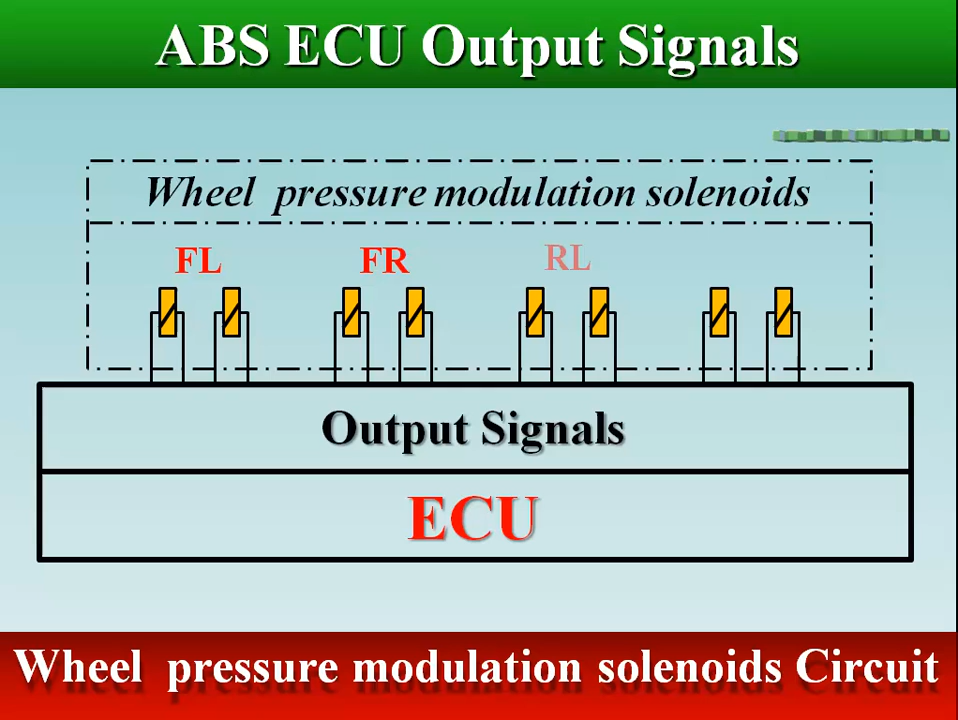 ABS ECU Output Signals
Wheel pressure modulation solenoids
FL FR RL
Output Signals
ECU
Wheel pressure modulation solenoids Circuit